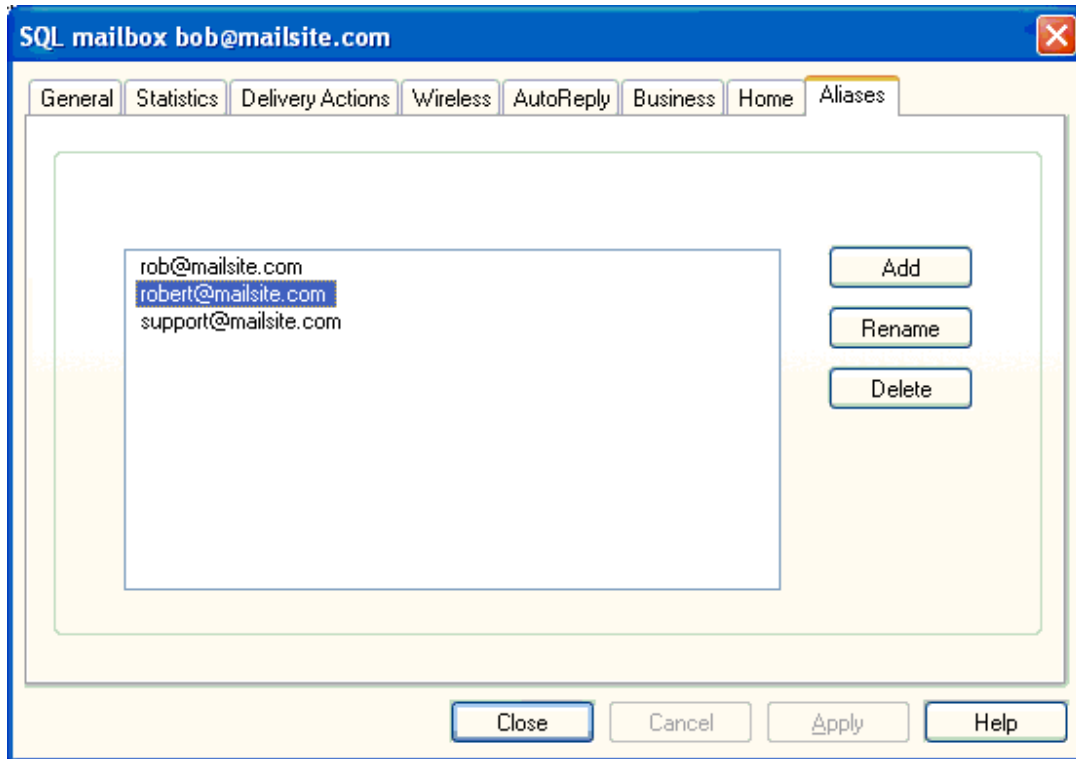 SQL mailbox bob@mailsite.com
General Statistics Delivery Actions Wireless AutoReply Business Home Aliases
rob@mailsite.com
robert@mailsite.com
support@mailsite.com
Add
Rename
Delete
Close Cancel Apply Help